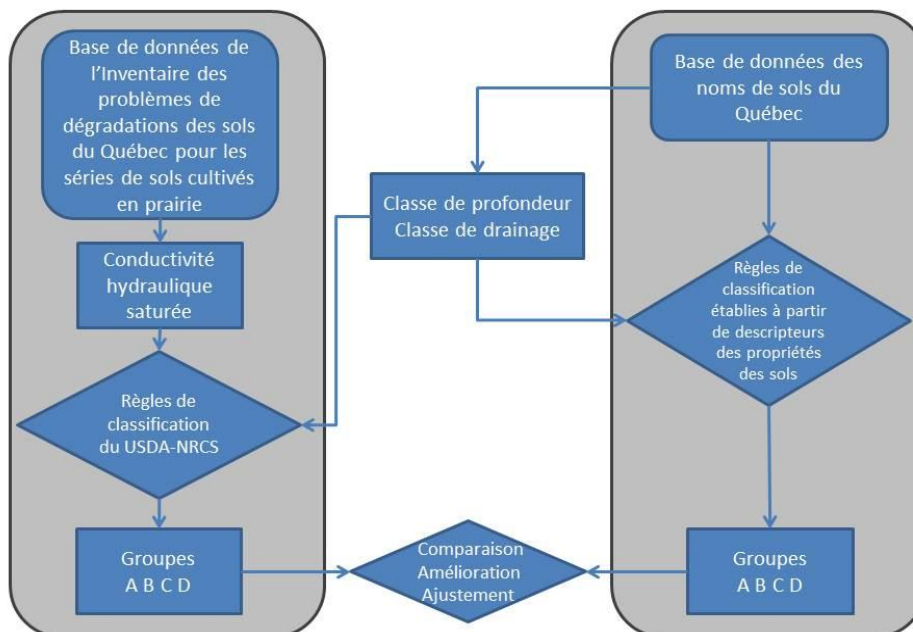 Base de données de
l'Inventaire des
problèmes de
dégradations des sols
du Québec pour les
séries de sols cultivés
en prairie
Conductivité
hydraulique
saturée
Règles de
classification
du USDA-NRCS
Groupes
A B C D
Classe de profondeur
Classe de drainage
Comparaison
Amélioration
Ajustement
Base de données des
noms de sols du
Québec
Règles de
classification
établies à partir
de descripteurs
des propriétés
des sols
Groupes
A B C D